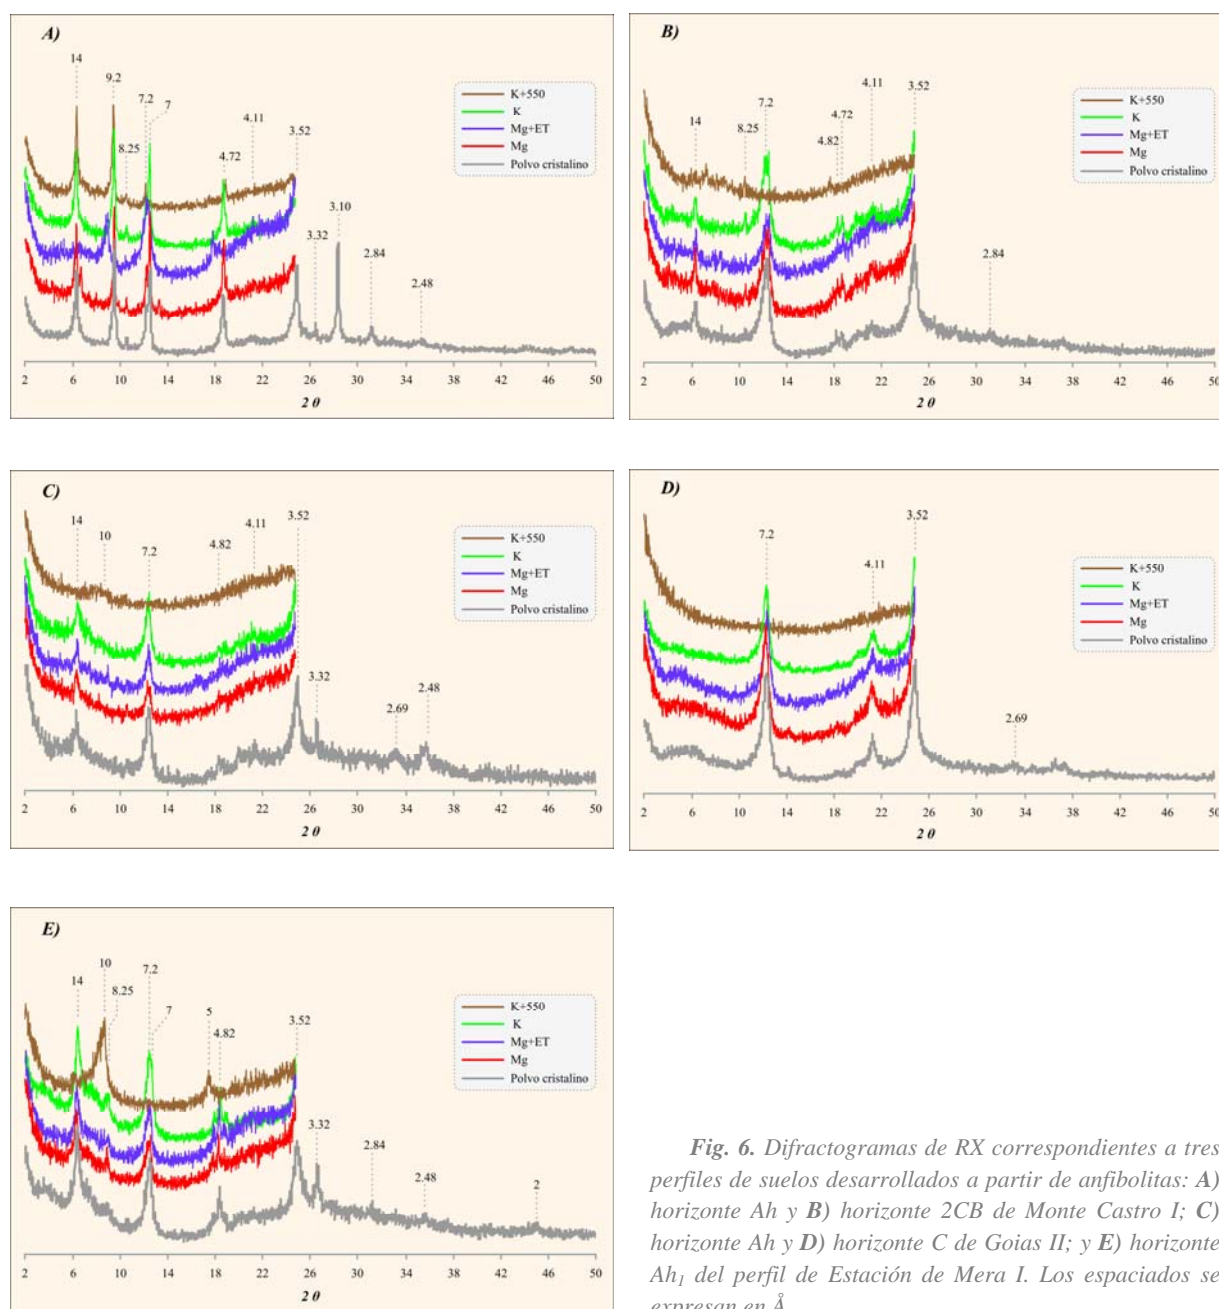 A)
14
9.2
7.2
7
8.25
4.11
4.72
3.52
3.10
3.32
2.84
2.48
K+550
K
Mg+ET
Mg
Polvo cristalino
2 6 10 14 18 22 26 30 34 38 42 46 50
2 θ
B)
14
7.2
8.25
4.82
4.72
4.11
3.52
2.84
K+550
K
Mg+ET
Mg
Polvo cristalino
2 6 10 14 18 22 26 30 34 38 42 46 50
2 θ
C)
14
10
7.2
4.82
4.11
3.52
3.32
2.69
2.48
K+550
K
Mg+ET
Mg
Polvo cristalino
2 6 10 14 18 22 26 30 34 38 42 46 50
2 θ
D)
7.2
4.11
3.52
2.69
K+550
K
Mg+ET
Mg
Polvo cristalino
2 6 10 14 18 22 26 30 34 38 42 46 50
2 θ
E)
14
10
8.25
7.2
7
5
4.82
3.52
3.32
2.84
2.48
2
K+550
K
Mg+ET
Mg
Polvo cristalino
2 6 10 14 18 22 26 30 34 38 42 46 50
2 θ
Fig. 6. Difractogramas de RX correspondientes a tres
perfiles de suelos desarrollados a partir de anfibolitas: A)
horizonte Ah y B) horizonte 2CB de Monte Castro I; C)
horizonte Ah y D) horizonte C de Goias II; y E) horizonte
Ah1 del perfil de Estación de Mera I. Los espaciados se
expresan en Å